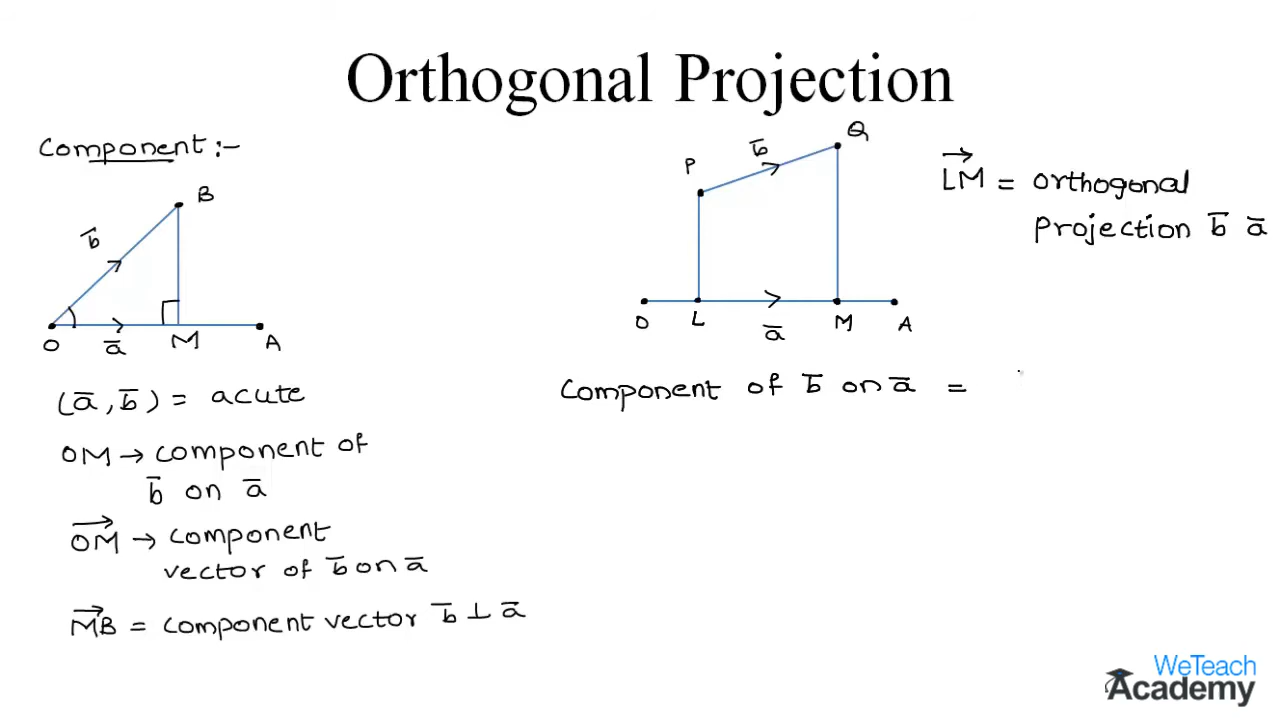 Orthogonal Projection
Component :-
B
b̅
O
a̅
M
A
(a̅, b̅) = acute
OM → component of
b̅ on a̅
OM⃗ → component
vector of b̅ on a̅
MB⃗ = component vector b̅ ⊥ a̅
P
b̅
Q
O
L
a̅
M
A
LM⃗ = orthogonal
projection b̅ a̅
component of b̅ on a̅ =
WeTeach
Academy